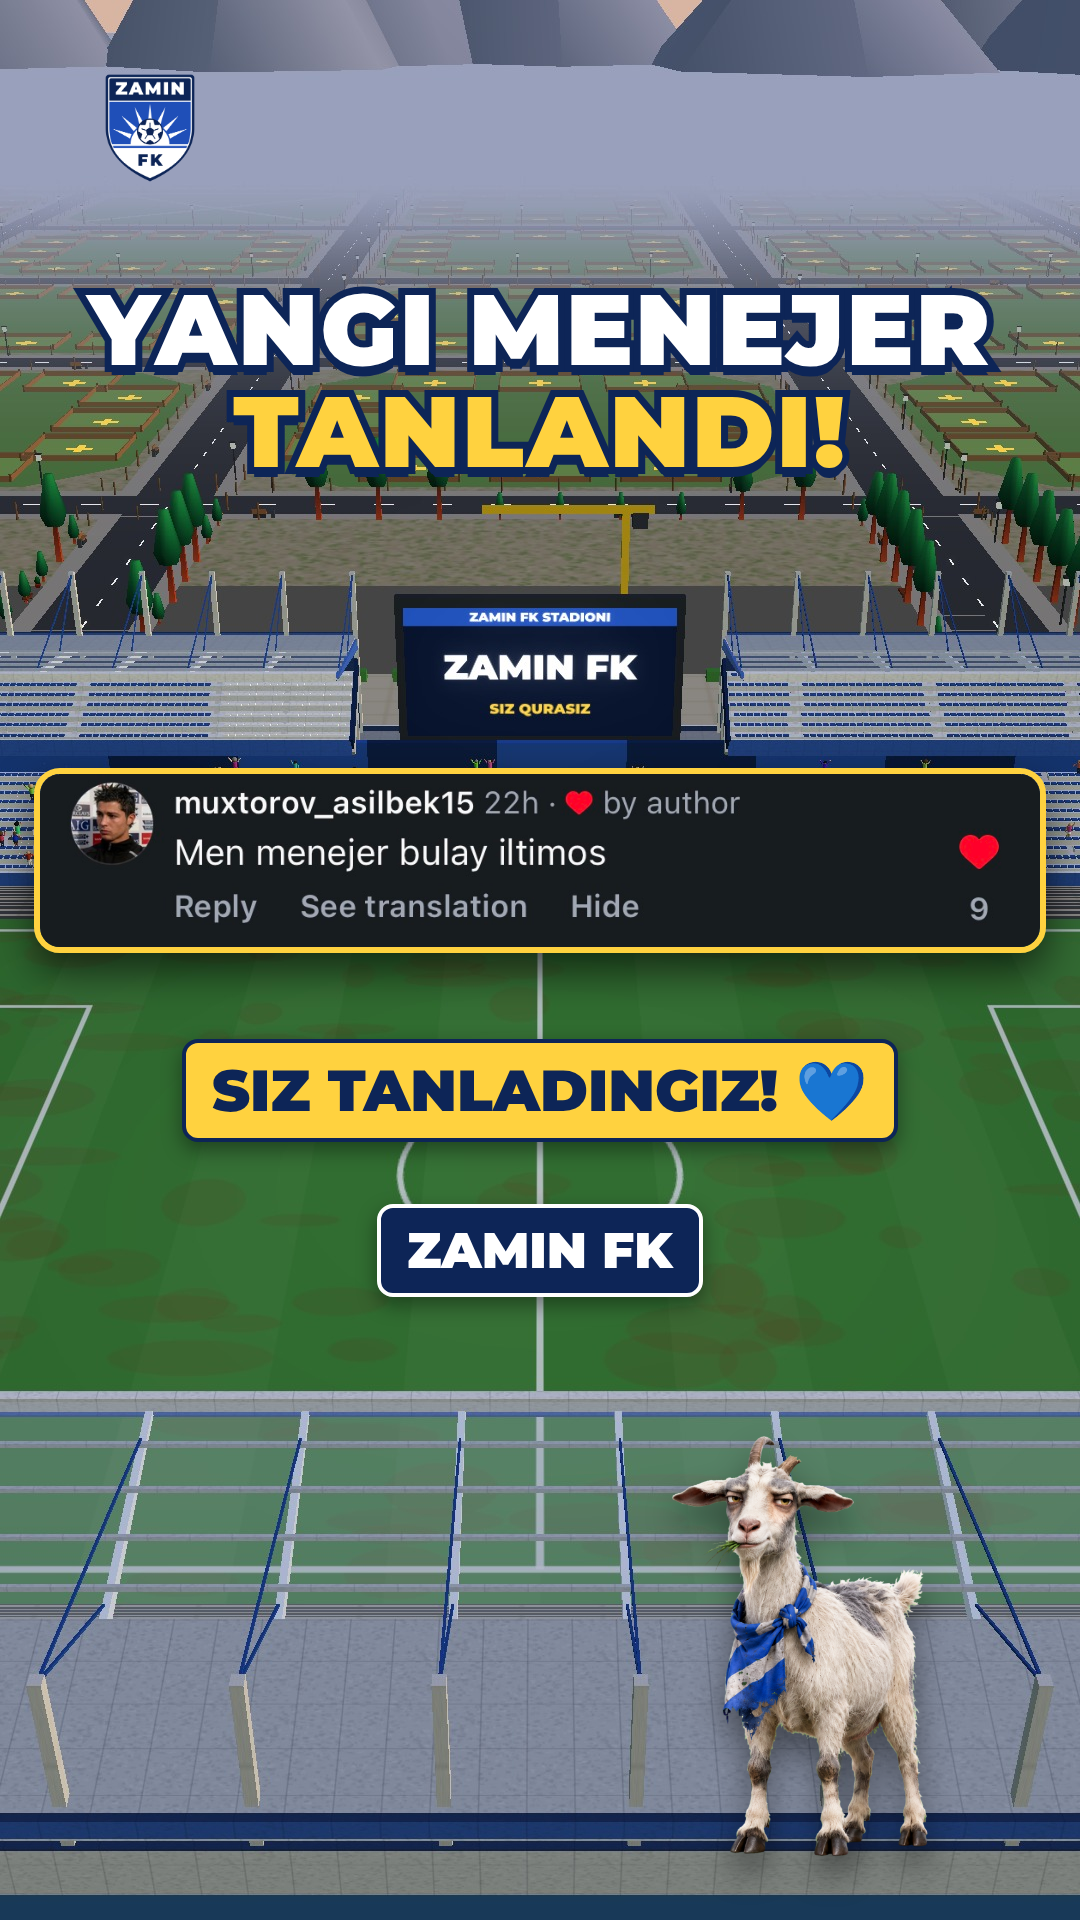 ZAMIN
FK
YANGI MENEJER
TANLANDI!
ZAMIN FK STADIONI
ZAMIN FK
SIZ QURASIZ
muxtorov_asilbek15 22h · ❤️ by author
Men menejer bulay iltimos
Reply See translation Hide
9
SIZ TANLADINGIZ! 💙
ZAMIN FK